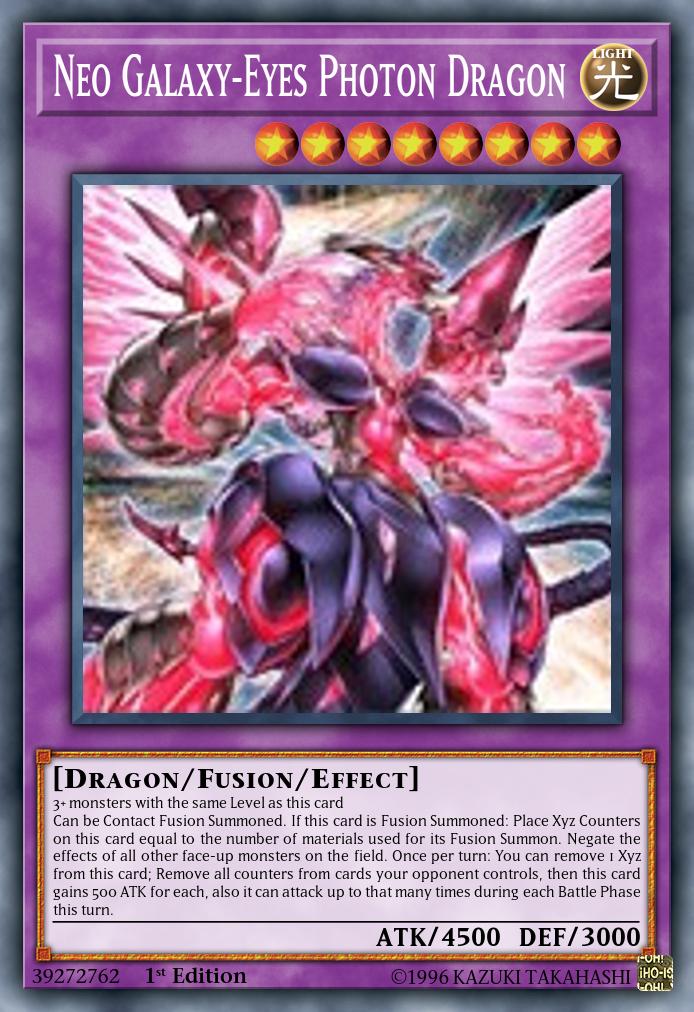 NEO GALAXY-EYES PHOTON DRAGON
LIGHT
光
[DRAGON/FUSION/EFFECT]
3+ monsters with the same Level as this card
Can be Contact Fusion Summoned. If this card is Fusion Summoned: Place Xyz Counters
on this card equal to the number of materials used for its Fusion Summon. Negate the
effects of all other face-up monsters on the field. Once per turn: You can remove 1 Xyz
from this card; Remove all counters from cards your opponent controls, then this card
gains 500 ATK for each, also it can attack up to that many times during each Battle Phase
this turn.
ATK/4500 DEF/3000
39272762 1st Edition ©1996 KAZUKI TAKAHASHI